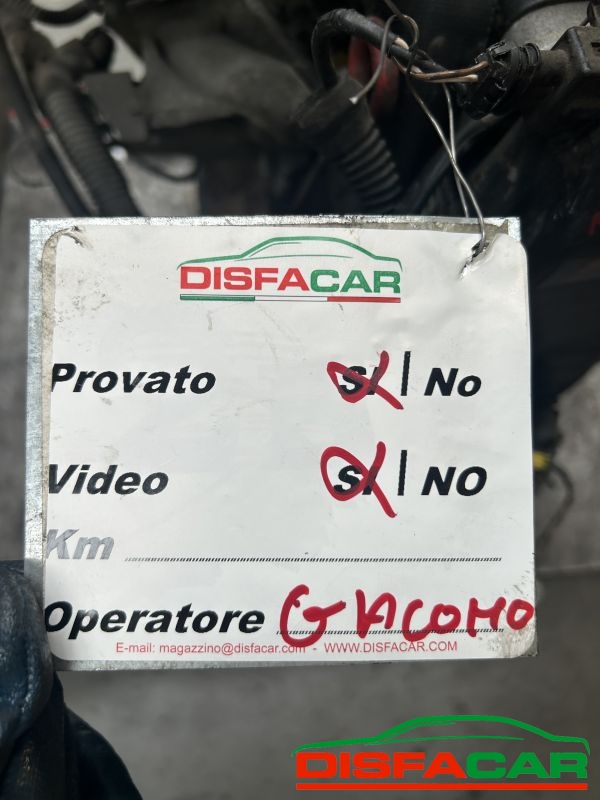 DISFACAR
Provato SI | No
Video SI | NO
Km
Operatore GIACOMO
E-mail: magazzino@disfacar.com - WWW.DISFACAR.COM
DISFACAR